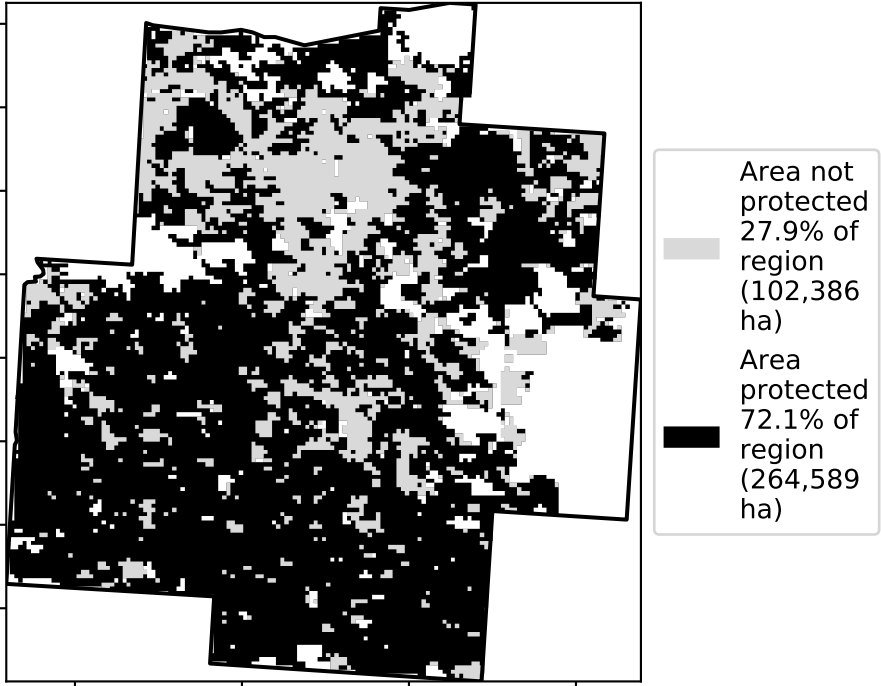 Area not
protected
27.9% of
region
(102,386
ha)
Area
protected
72.1% of
region
(264,589
ha)